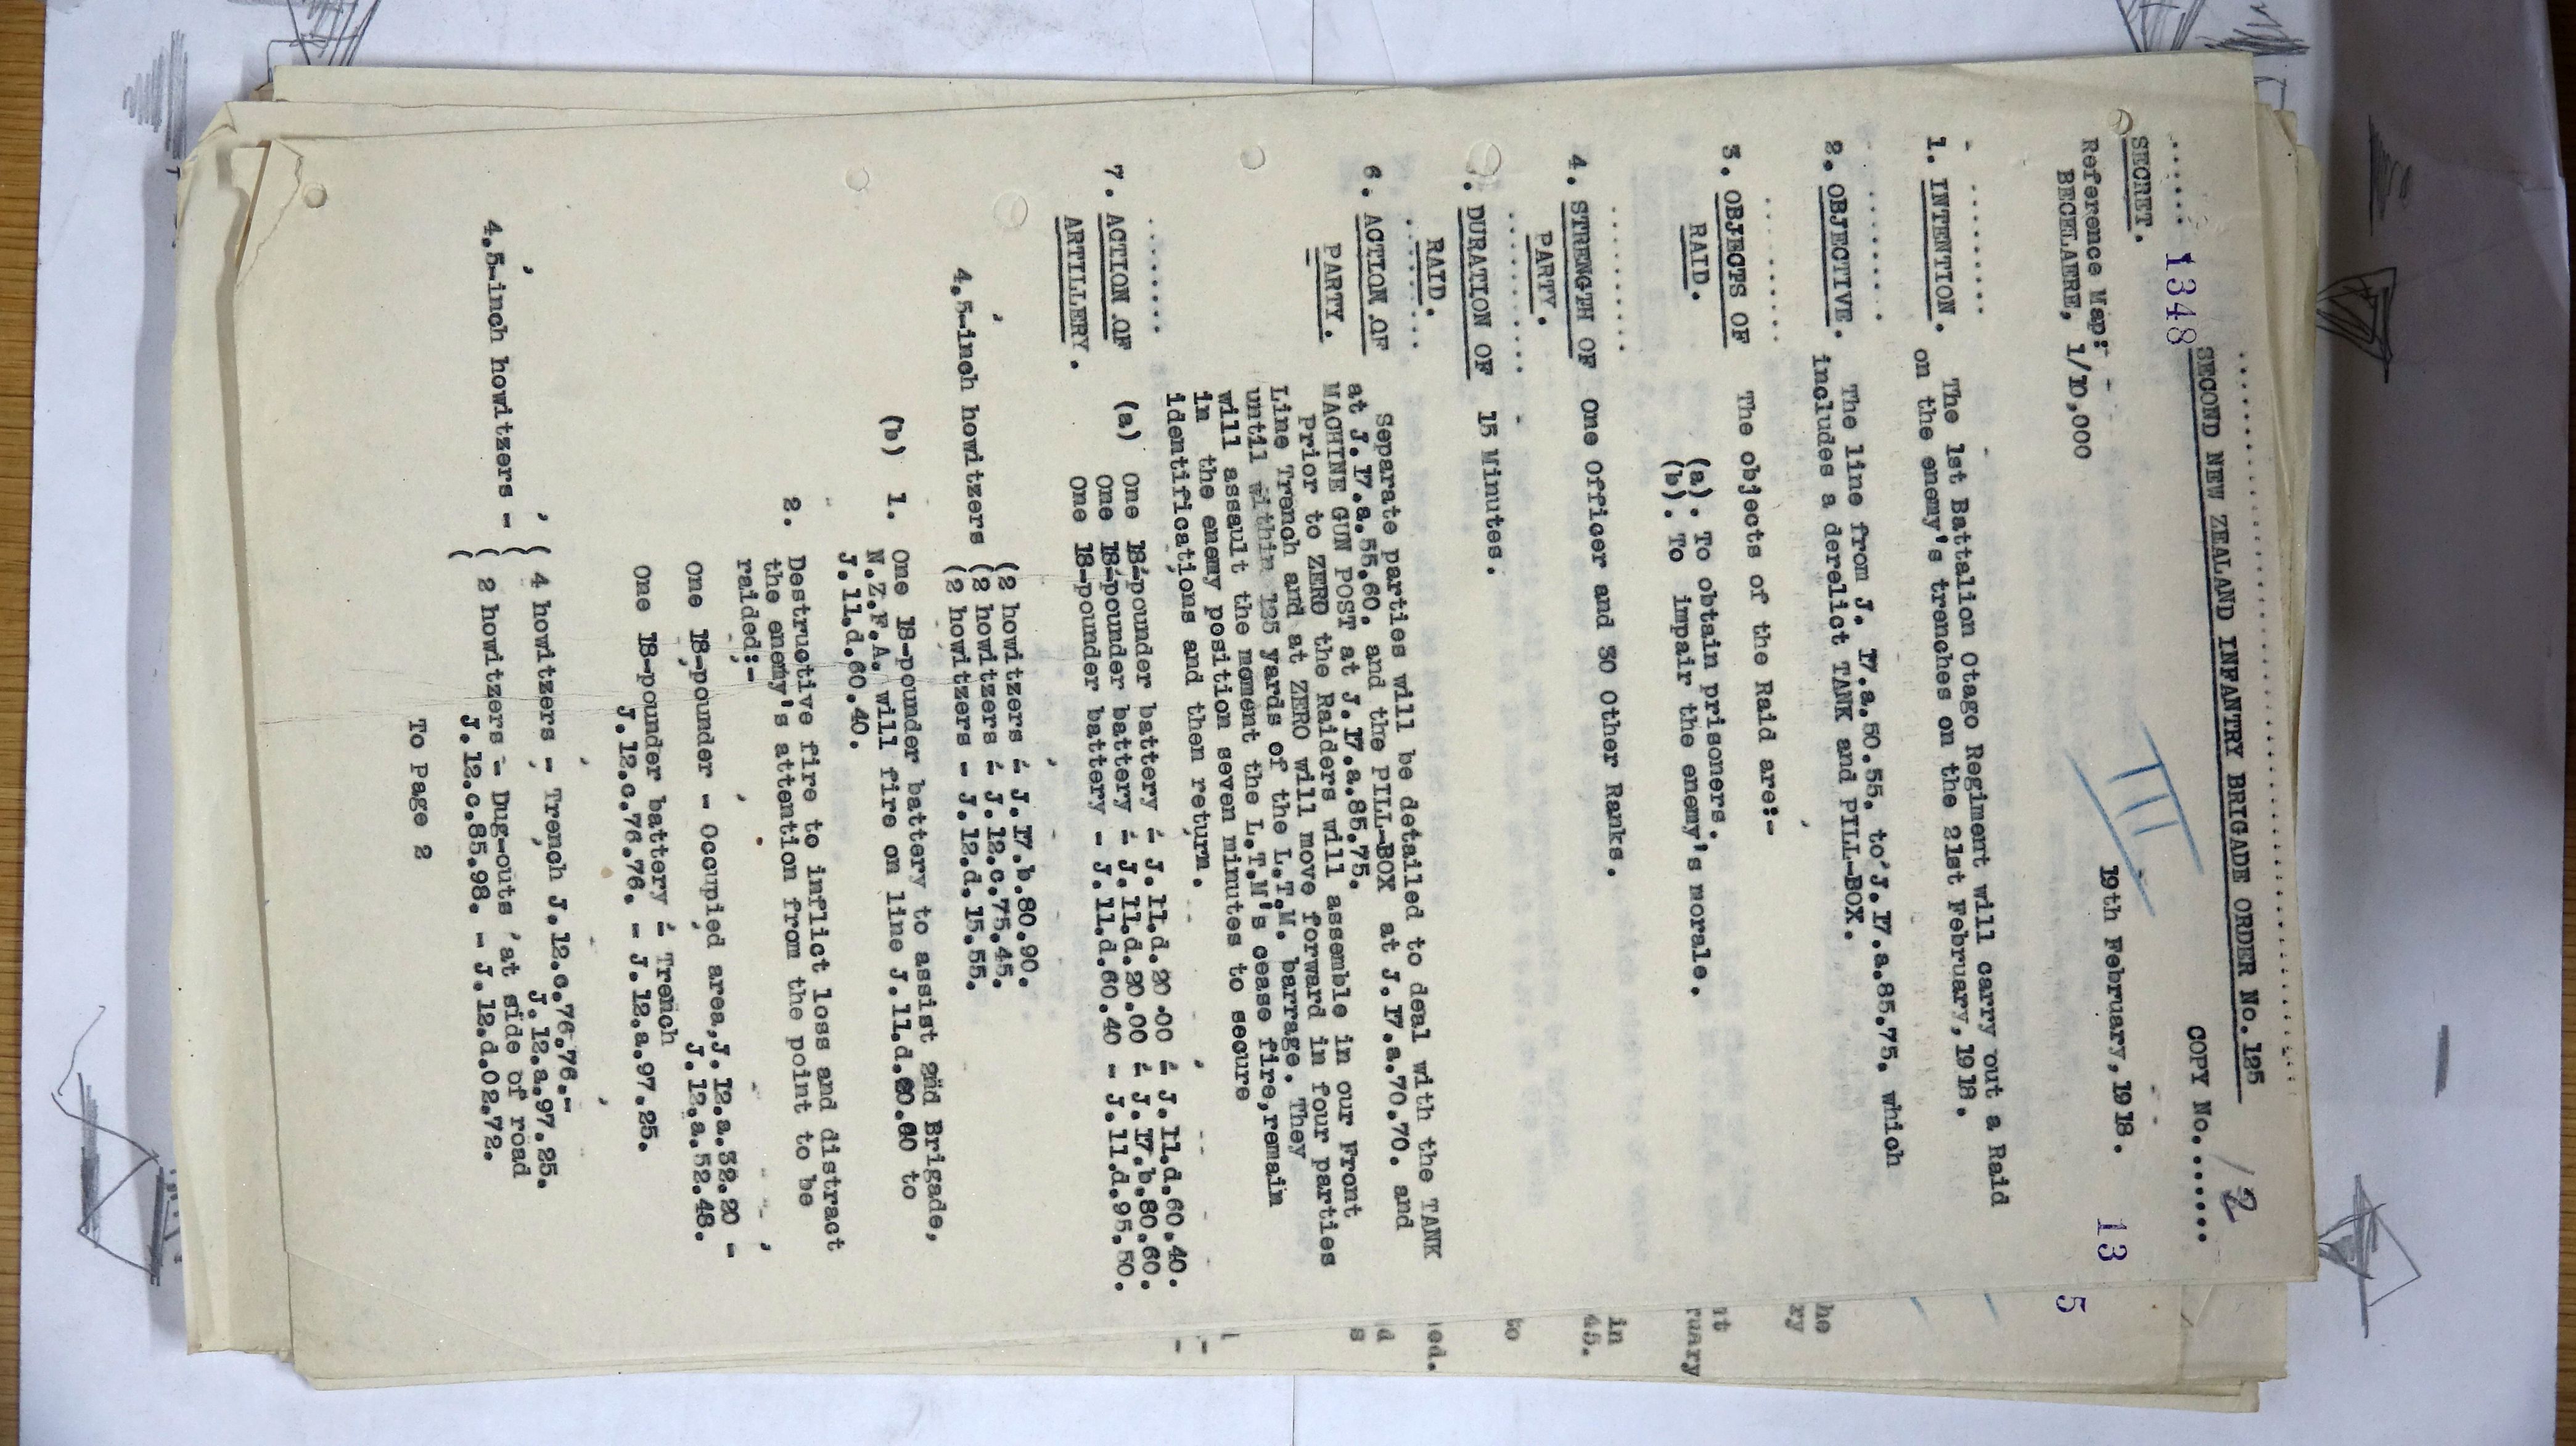 SECOND NEW ZEALAND INFANTRY BRIGADE ORDER No. 125
1348
COPY No....... 12
SECRET.
Reference Map:
BECELAERE, 1/10,000
19th February, 1918.
13
III
1. INTENTION. The 1st Battalion Otago Regiment will carry out a Raid
on the enemy's trenches on the 21st February, 1918.
2. OBJECTIVE. The line from J. 17.a.50.55. to J.17.a.85.75. which
includes a derelict TANK and PILL-BOX.
3. OBJECTS OF RAID. The objects of the Raid are:-
(a). To obtain prisoners.
(b). To impair the enemy's morale.
4. STRENGTH OF PARTY. One Officer and 30 Other Ranks.
. DURATION OF RAID. 15 Minutes.
6. ACTION OF PARTY. Separate parties will be detailed to deal with the TANK
at J.17.a.55.60. and the PILL-BOX at J.17.a.70.70. and
MACHINE GUN POST at J.17.a.85.75.
Prior to ZERO the Raiders will assemble in our Front
Line Trench and at ZERO will move forward in four parties
until within 125 yards of the L.T.M. barrage. They
will assault the moment the L.T.M's cease fire,remain
in the enemy position seven minutes to secure
identifications and then return.
7. ACTION OF ARTILLERY. (a) One 18-pounder battery - J.11.d.20.00 - J.11.d.60.40.
One 18-pounder battery - J.11.d.20.00 - J.17.b.80.60.
One 18-pounder battery - J.11.d.60.40 - J.11.d.95.50.
(2 howitzers - J.17.b.80.90.
4.5-inch howitzers (2 howitzers - J.12.c.75.45.
(2 howitzers - J.12.d.15.55.
(b) 1. One 18-pounder battery to assist 2nd Brigade,
N.Z.F.A. will fire on line J.11.d.20.60 to
J.11.d.60.40.
2. Destructive fire to inflict loss and distract
the enemy's attention from the point to be
raided:-
One 18-pounder - Occupied area,J.12.a.32.20 -
J.12.a.52.48.
One 18-pounder battery - Trench
J.12.c.76.76. - J.12.a.97.25.
( 4 howitzers - Trench J.12.c.76.76.-
J.12.a.97.25.
4.5-inch howitzers - ( 2 howitzers - Dug-outs at side of road
( J.12.c.85.98. - J.12.d.02.72.
To Page 2
5
he
ry
nt
ruary
in
45.
to
ed.
d
s